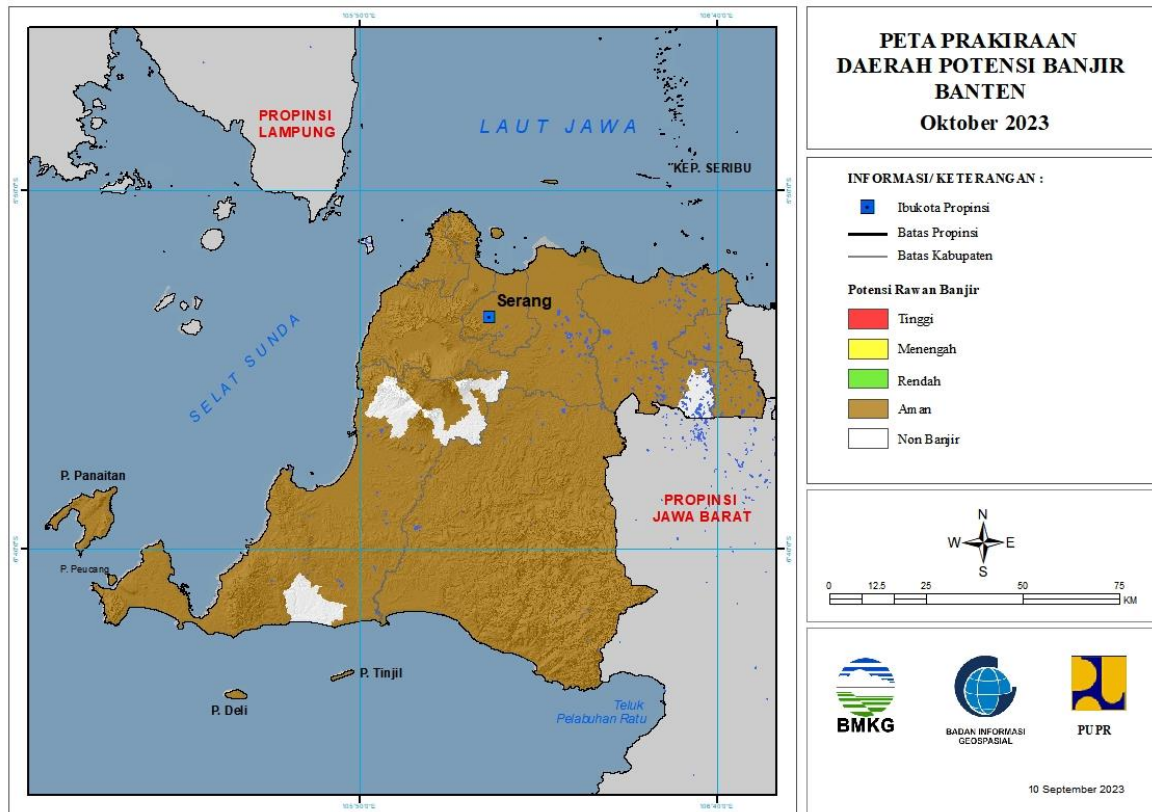 PETA PRAKIRAAN
DAERAH POTENSI BANJIR
BANTEN
Oktober 2023
INFORMASI/ KETERANGAN :
Ibukota Propinsi
Batas Propinsi
Batas Kabupaten
Potensi Rawan Banjir
Tinggi
Menengah
Rendah
Aman
Non Banjir
N
W E
S
0 12.5 25 50 75
KM
BMKG
BADAN INFORMASI
GEOSPASIAL
PUPR
10 September 2023
PROPINSI
LAMPUNG
LAUT JAWA
KEP. SERIBU
Serang
SELAT SUNDA
P. Panaitan
P. Peucang
PROPINSI
JAWA BARAT
P. Tinjil
P. Deli
Teluk
Pelabuhan Ratu